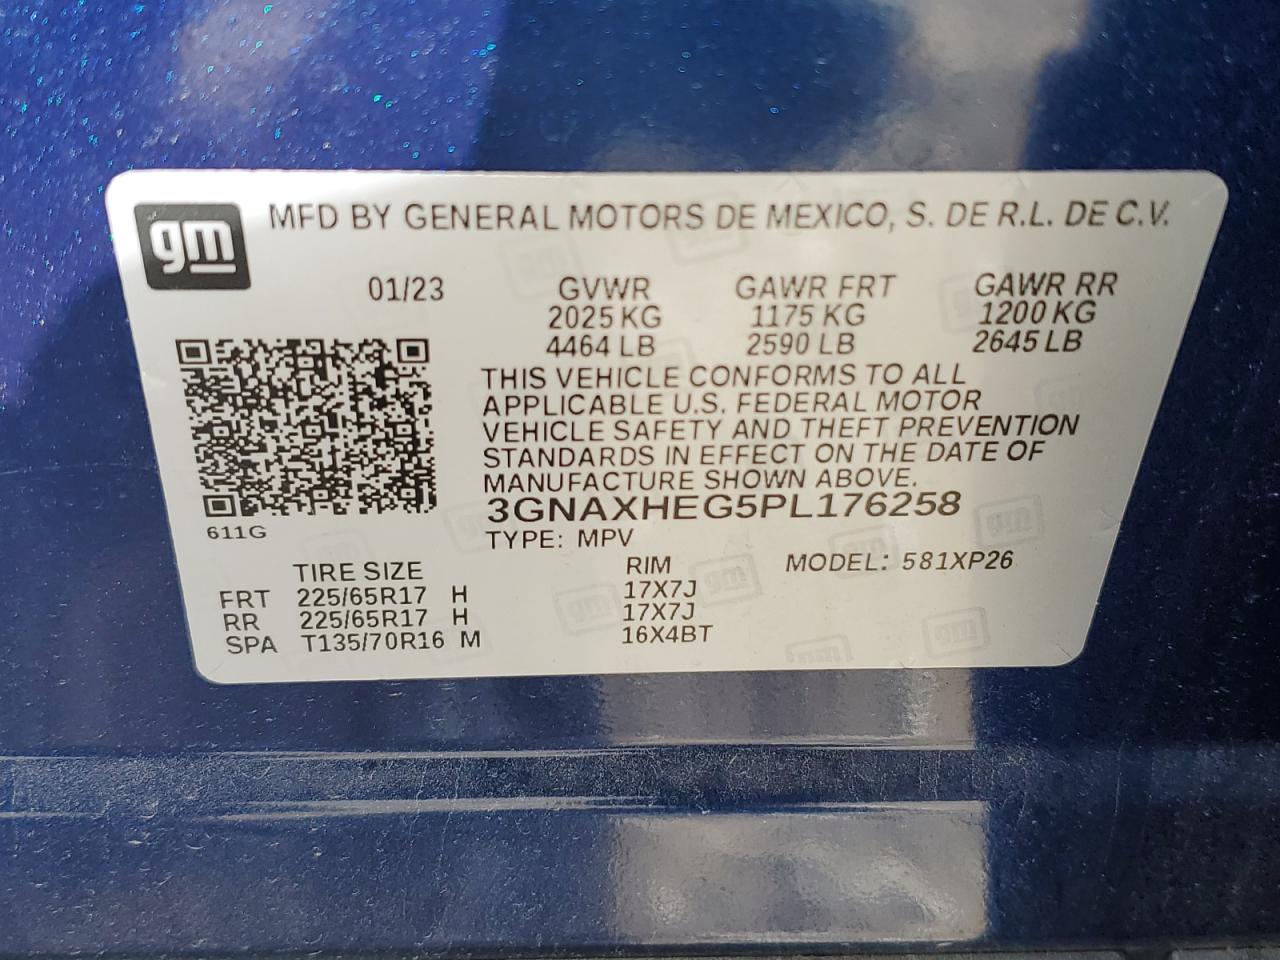 gm
MFD BY GENERAL MOTORS DE MEXICO, S. DE R.L. DE C.V.
01/23 GVWR GAWR FRT GAWR RR
2025 KG 1175 KG 1200 KG
4464 LB 2590 LB 2645 LB
THIS VEHICLE CONFORMS TO ALL
APPLICABLE U.S. FEDERAL MOTOR
VEHICLE SAFETY AND THEFT PREVENTION
STANDARDS IN EFFECT ON THE DATE OF
MANUFACTURE SHOWN ABOVE.
3GNAXHEG5PL176258
611G
TYPE: MPV
TIRE SIZE RIM MODEL: 581XP26
FRT 225/65R17 H 17X7J
RR 225/65R17 H 17X7J
SPA T135/70R16 M 16X4BT